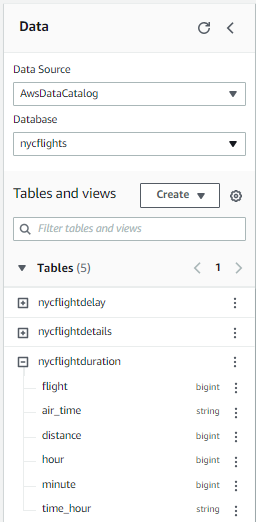 Data
Data Source
AwsDataCatalog
Database
nycflights
Tables and views
Create
Filter tables and views
Tables (5)
1
nycflightdelay
nycflightdetails
nycflightduration
flight bigint
air_time string
distance bigint
hour bigint
minute bigint
time_hour string